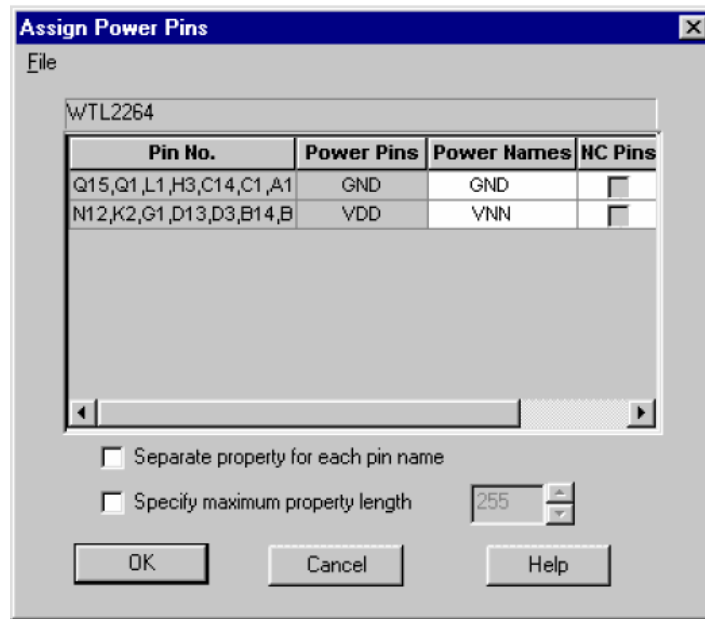 Assign Power Pins
File
WTL2264
Pin No. Power Pins Power Names NC Pins
Q15,Q1,L1,H3,C14,C1,A1 GND GND
N12,K2,G1,D13,D3,B14,B VDD VNN
Separate property for each pin name
Specify maximum property length 255
OK Cancel Help